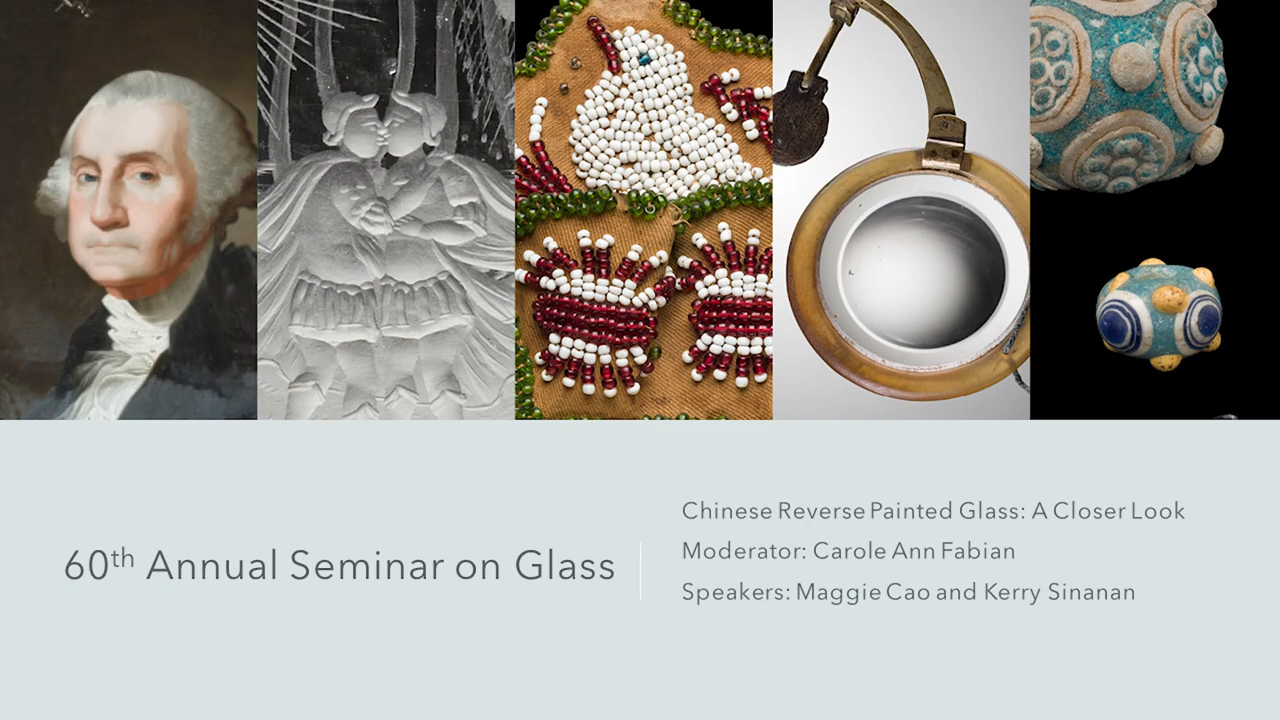 60th Annual Seminar on Glass
Chinese Reverse Painted Glass: A Closer Look
Moderator: Carole Ann Fabian
Speakers: Maggie Cao and Kerry Sinanan